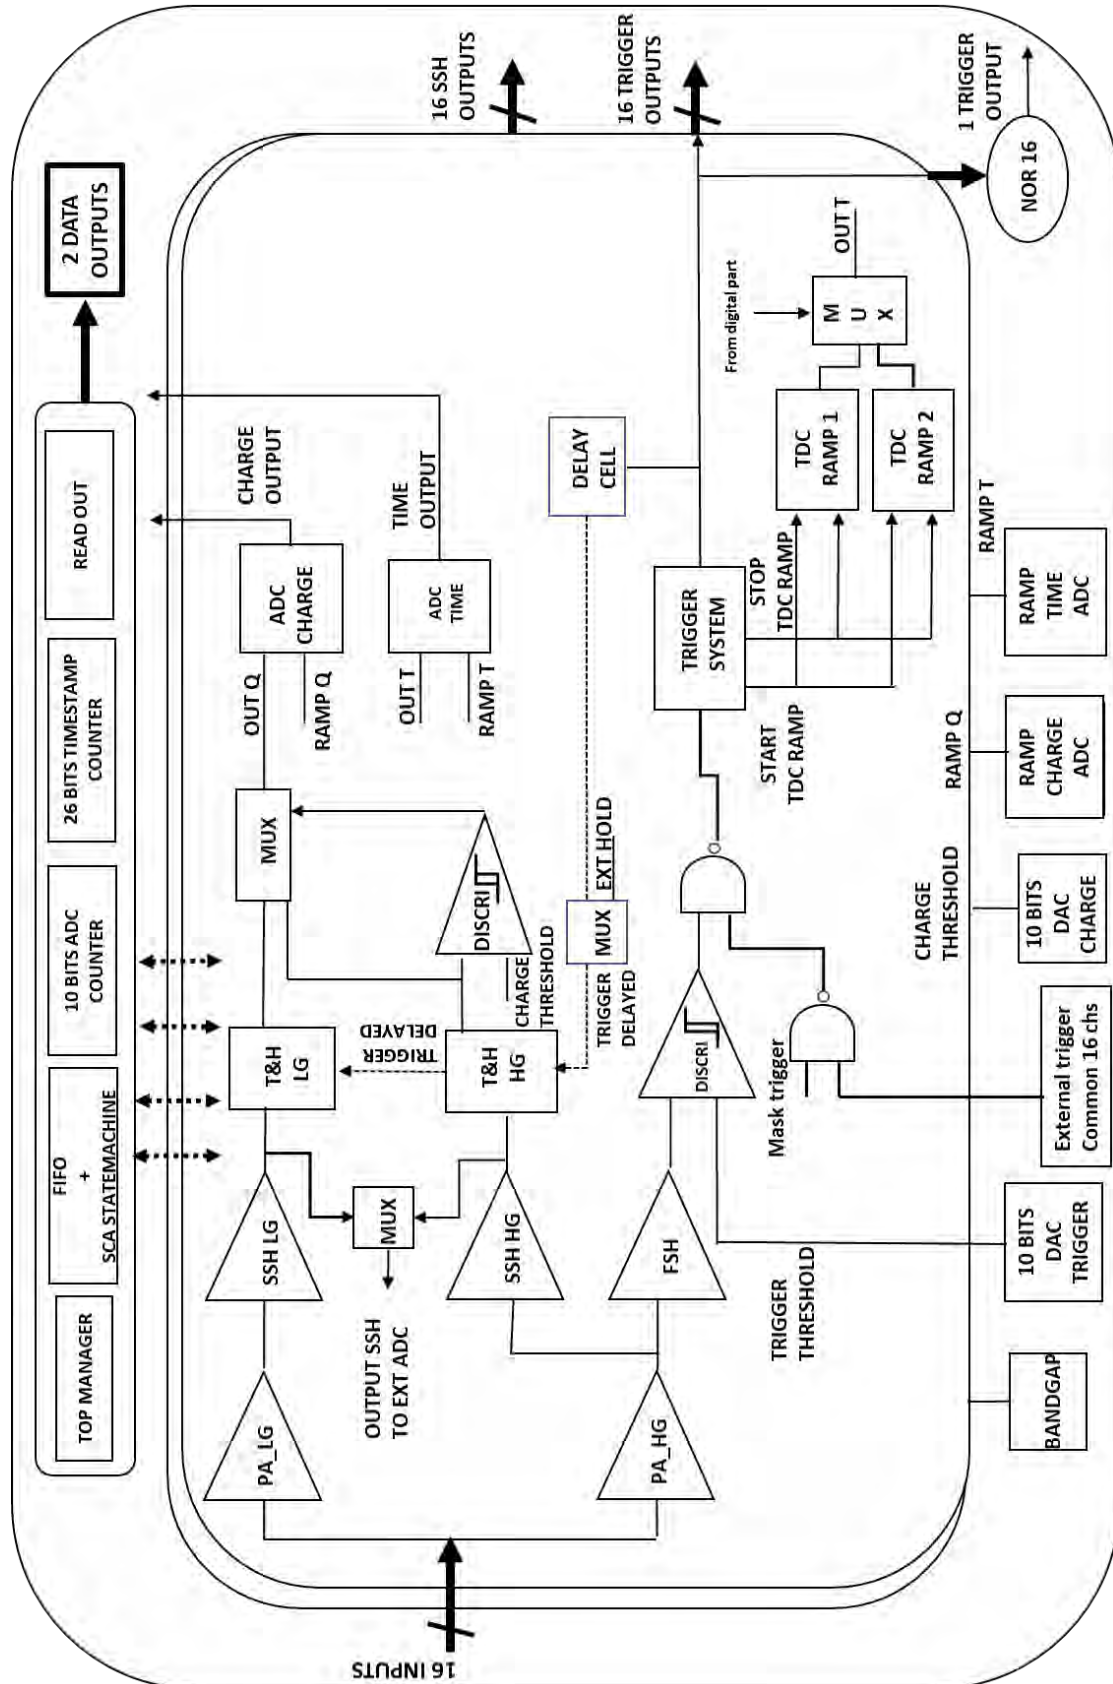 TOP MANAGER
FIFO
+
SCA STATEMACHINE
10 BITS ADC
COUNTER
26 BITS TIMESTAMP
COUNTER
READ OUT
2 DATA
OUTPUTS
16 INPUTS
PA_LG
SSH LG
T&H
LG
MUX
OUT Q
RAMP Q
ADC
CHARGE
CHARGE
OUTPUT
16 SSH
OUTPUTS
OUTPUT SSH
TO EXT ADC
MUX
TRIGGER
DELAYED
DISCRI
CHARGE
THRESHOLD
OUT T
RAMP T
ADC
TIME
TIME
OUTPUT
PA_HG
SSH HG
T&H
HG
TRIGGER
DELAYED
MUX
EXT HOLD
DELAY
CELL
16 TRIGGER
OUTPUTS
FSH
DISCRI
TRIGGER
SYSTEM
START
TDC RAMP
STOP
TDC RAMP
TDC
RAMP 1
TDC
RAMP 2
From digital part
M
U
X
OUT T
Mask trigger
TRIGGER
THRESHOLD
CHARGE
THRESHOLD
RAMP Q
RAMP T
1 TRIGGER
OUTPUT
NOR 16
BANDGAP
10 BITS
DAC
TRIGGER
External trigger
Common 16 chs
10 BITS
DAC
CHARGE
RAMP
CHARGE
ADC
RAMP
TIME
ADC